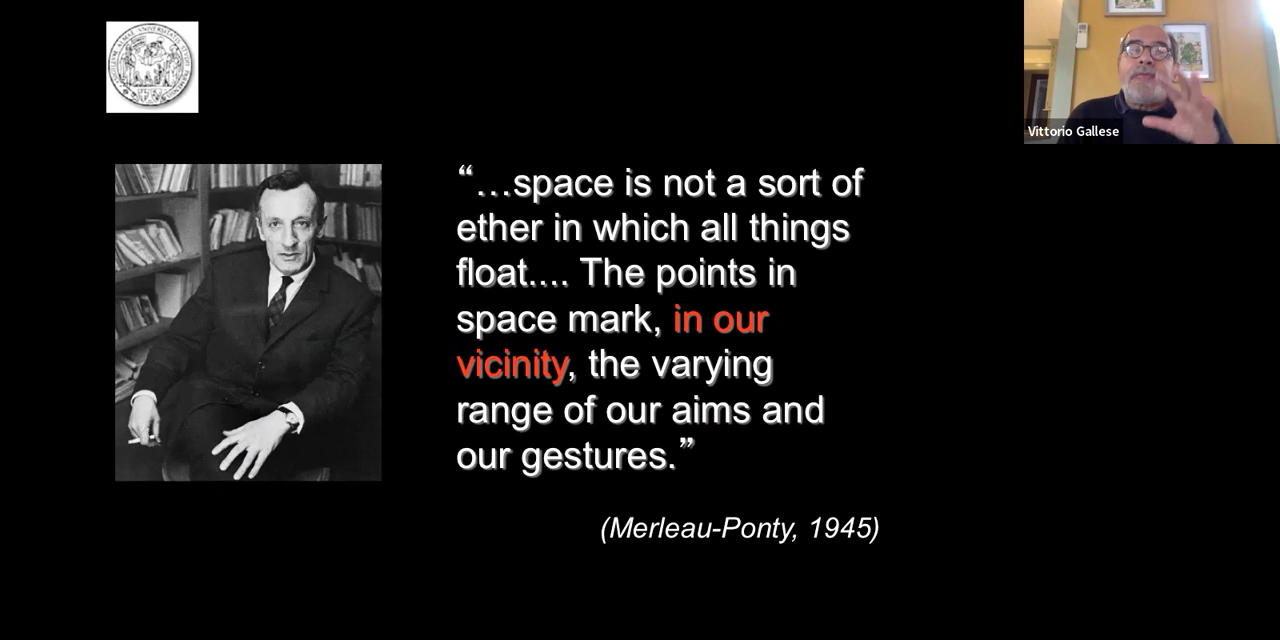 Vittorio Gallese
“…space is not a sort of
ether in which all things
float.... The points in
space mark, in our
vicinity, the varying
range of our aims and
our gestures.”
(Merleau-Ponty, 1945)